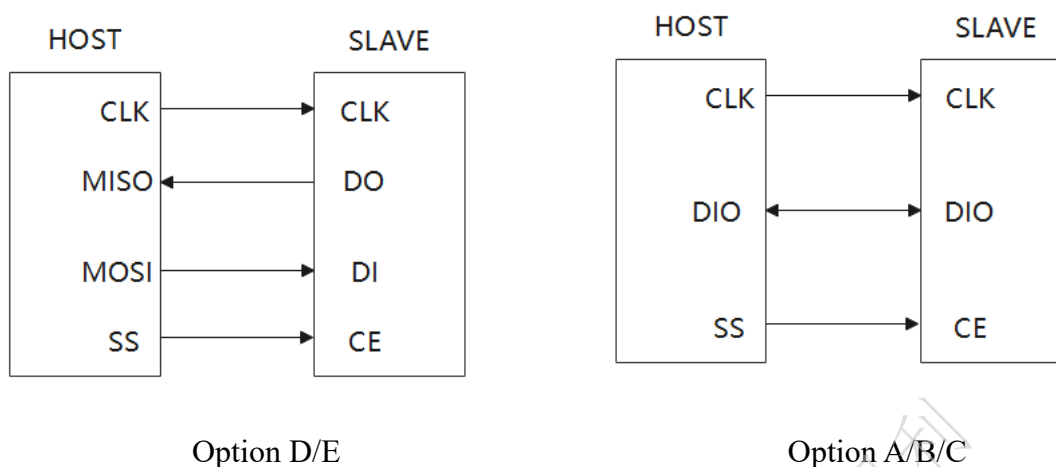 HOST SLAVE
CLK CLK
MISO DO
MOSI DI
SS CE
Option D/E
HOST SLAVE
CLK CLK
DIO DIO
SS CE
Option A/B/C